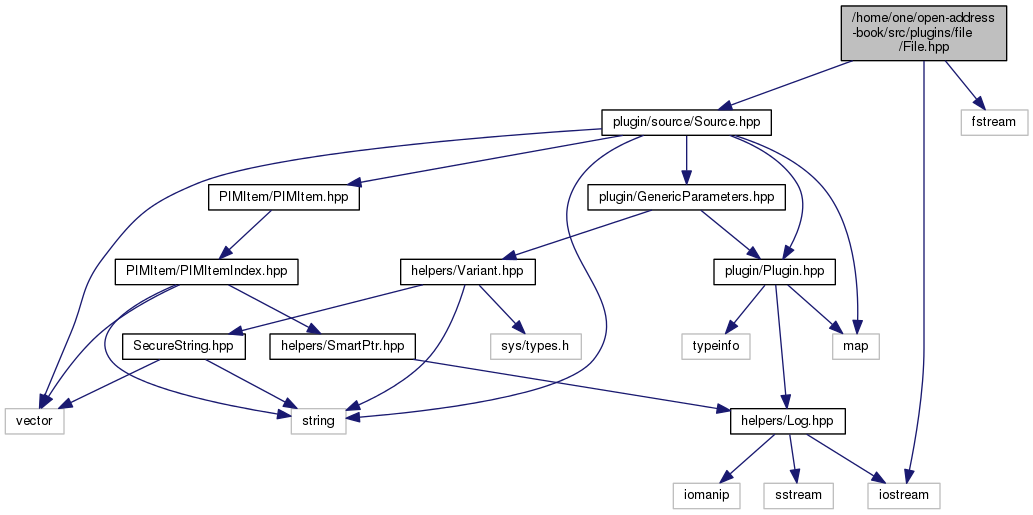 /home/one/open-address
-book/src/plugins/file
/File.hpp
plugin/source/Source.hpp
fstream
PIMItem/PIMItem.hpp
plugin/GenericParameters.hpp
PIMItem/PIMItemIndex.hpp
helpers/Variant.hpp
plugin/Plugin.hpp
SecureString.hpp
helpers/SmartPtr.hpp
sys/types.h
typeinfo
map
vector
string
helpers/Log.hpp
iomanip
sstream
iostream